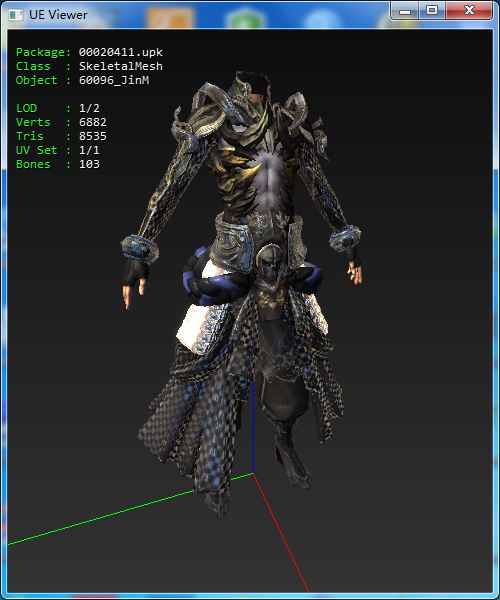 UE Viewer
Package: 00020411.upk
Class : SkeletalMesh
Object : 60096_JinM
LOD : 1/2
Verts : 6882
Tris : 8535
UV Set : 1/1
Bones : 103